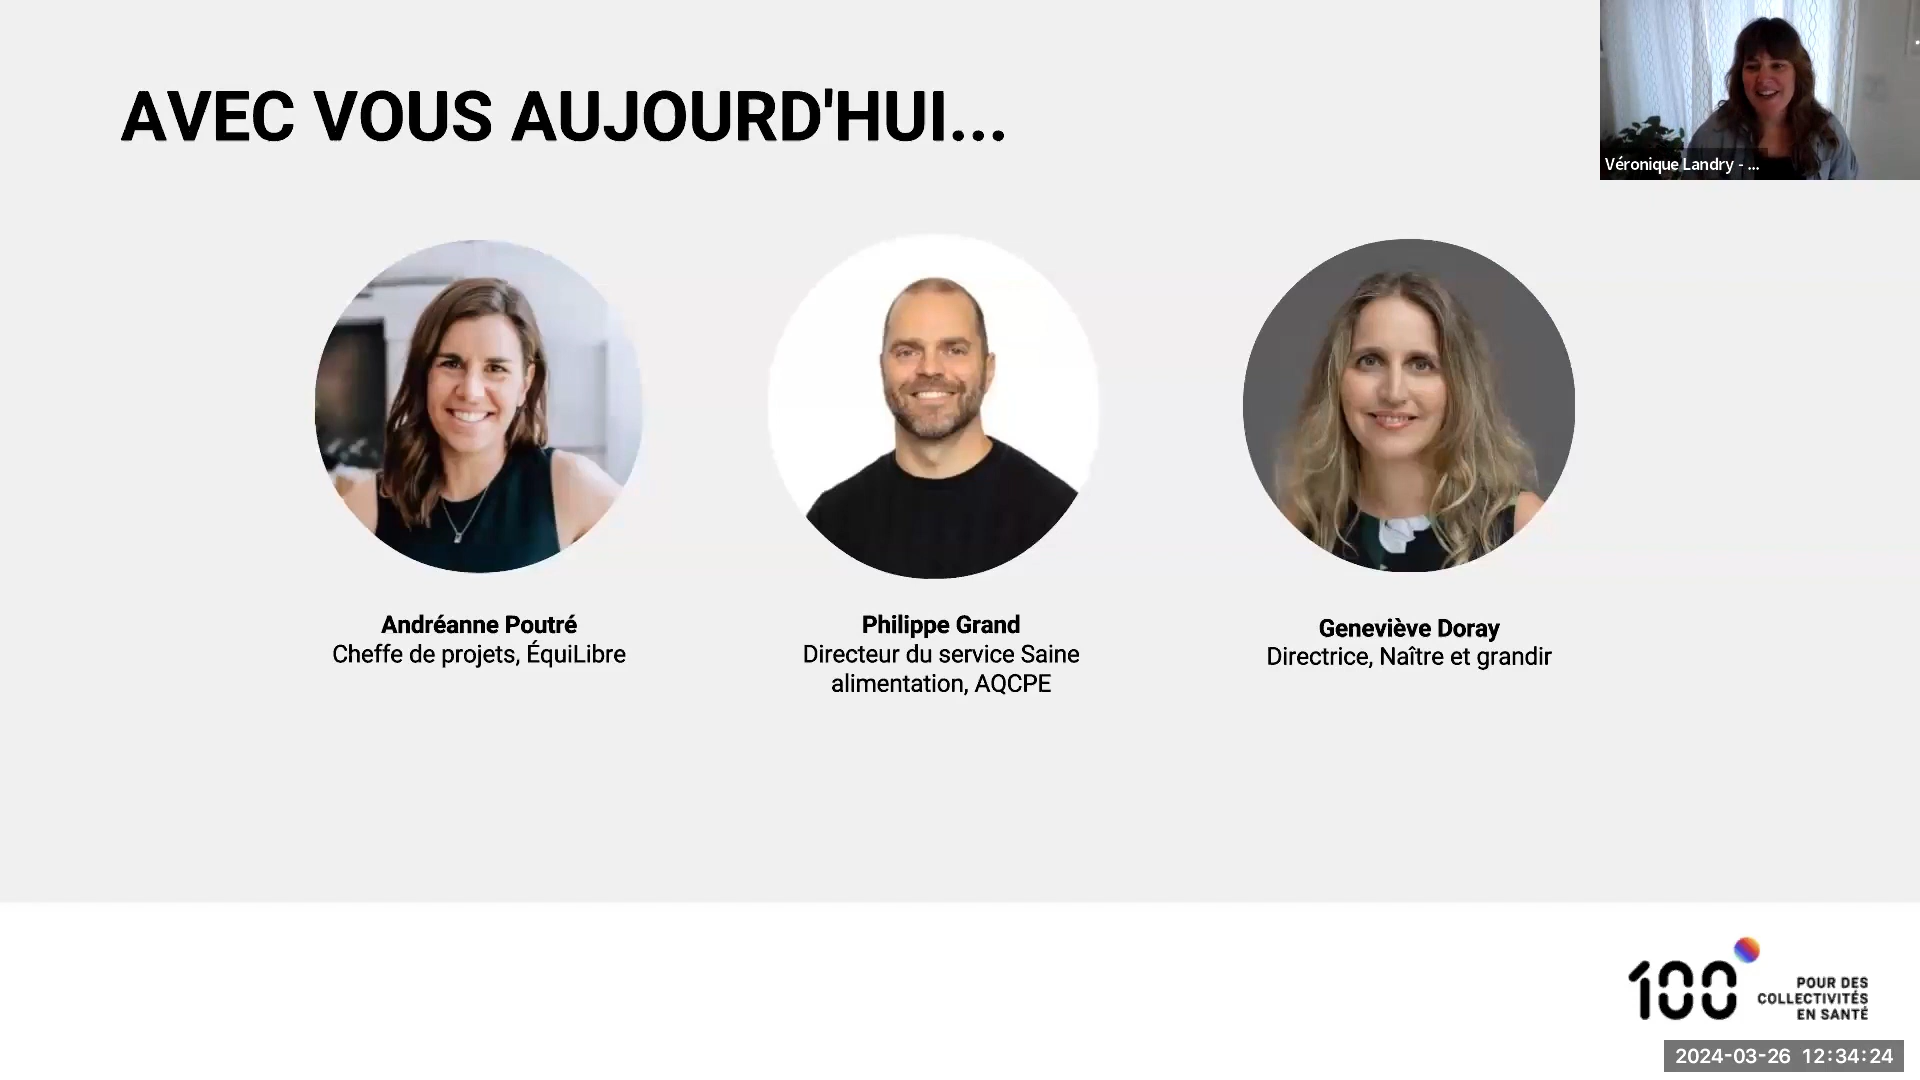 AVEC VOUS AUJOURD'HUI...
Véronique Landry - ...
Andréanne Poutré
Cheffe de projets, ÉquiLibre
Philippe Grand
Directeur du service Saine
alimentation, AQCPE
Geneviève Doray
Directrice, Naître et grandir
100°
POUR DES
COLLECTIVITÉS
EN SANTÉ
2024-03-26 12:34:24